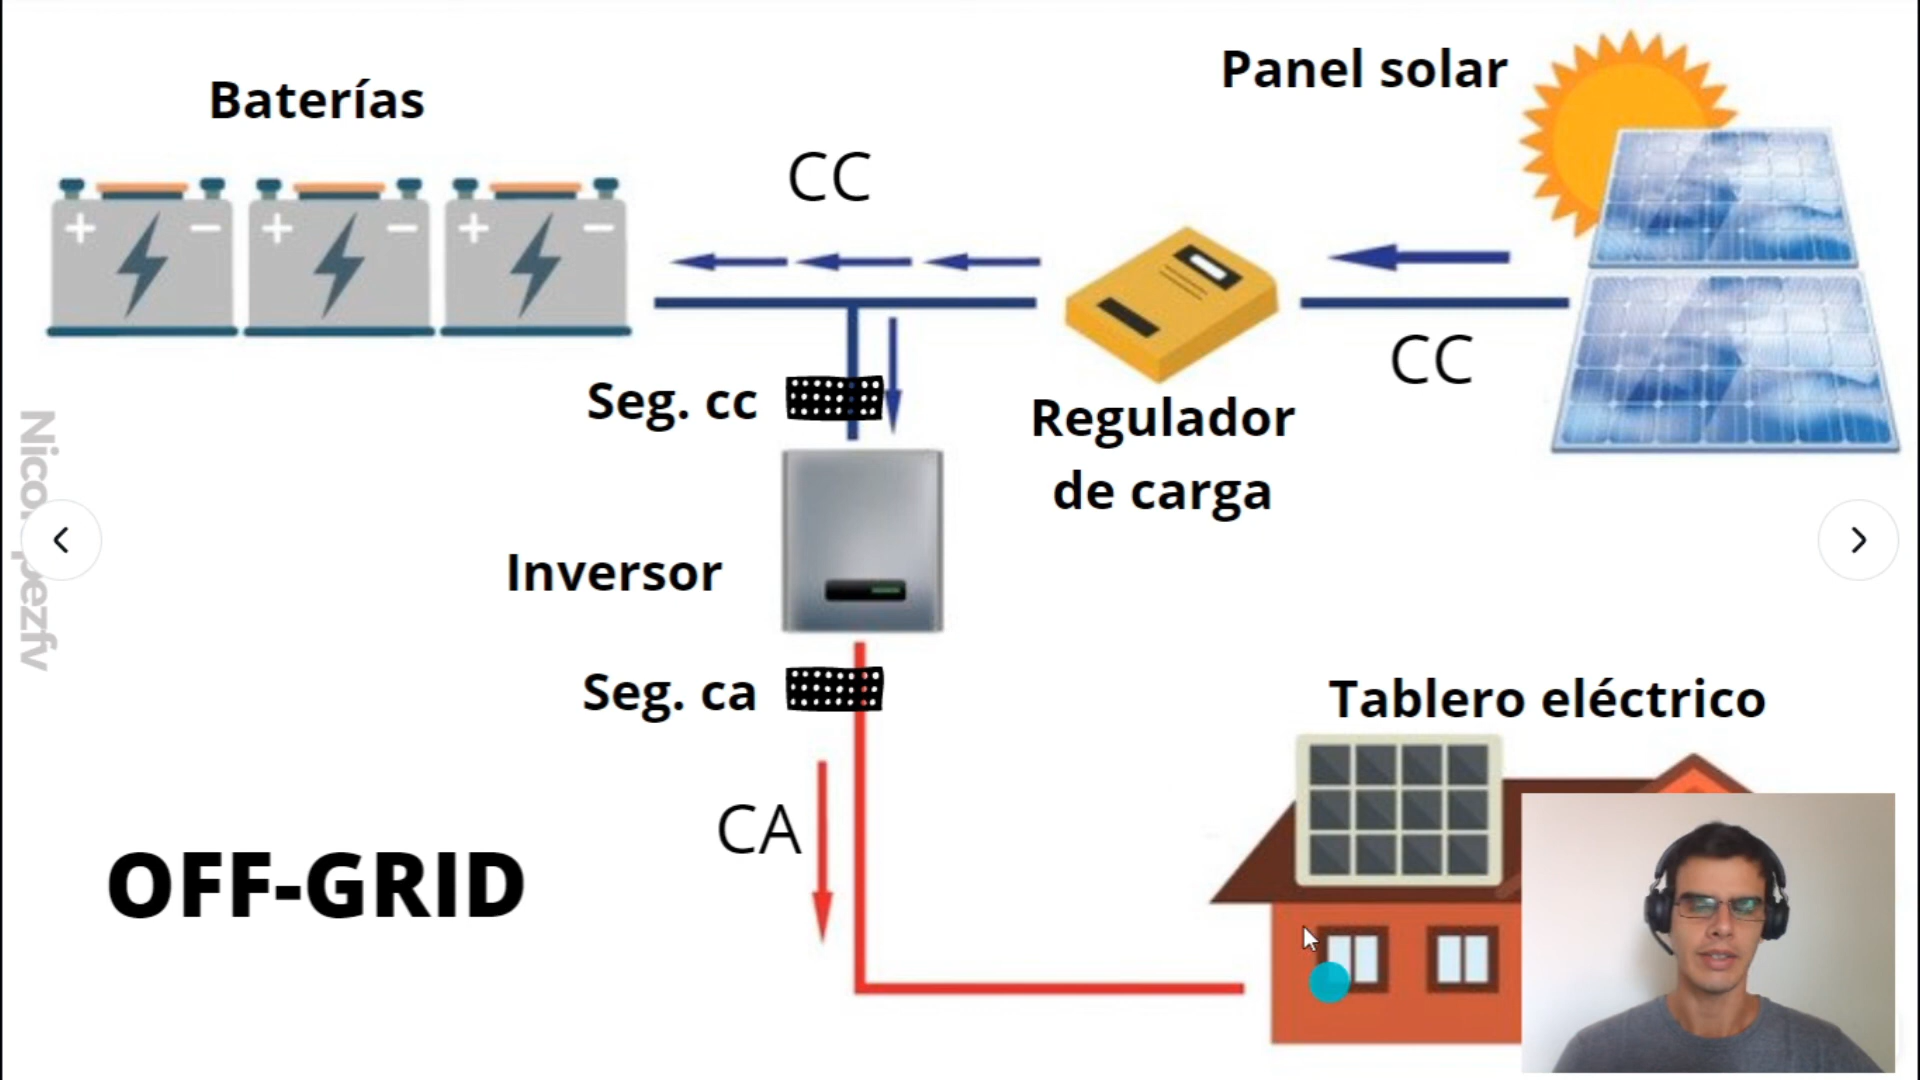 Panel solar
Baterías
CC
CC
Seg. cc
Regulador
de carga
Inversor
Seg. ca
Tablero eléctrico
CA
OFF-GRID